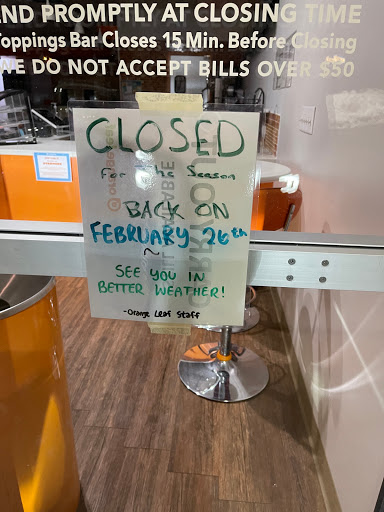 ND PROMPTLY AT CLOSING TIME
Toppings Bar Closes 15 Min. Before Closing
WE DO NOT ACCEPT BILLS OVER $50
CLOSED
For the Season
BACK ON
FEBRUARY 26th
~
SEE YOU IN
BETTER WEATHER!
-Orange Leaf Staff